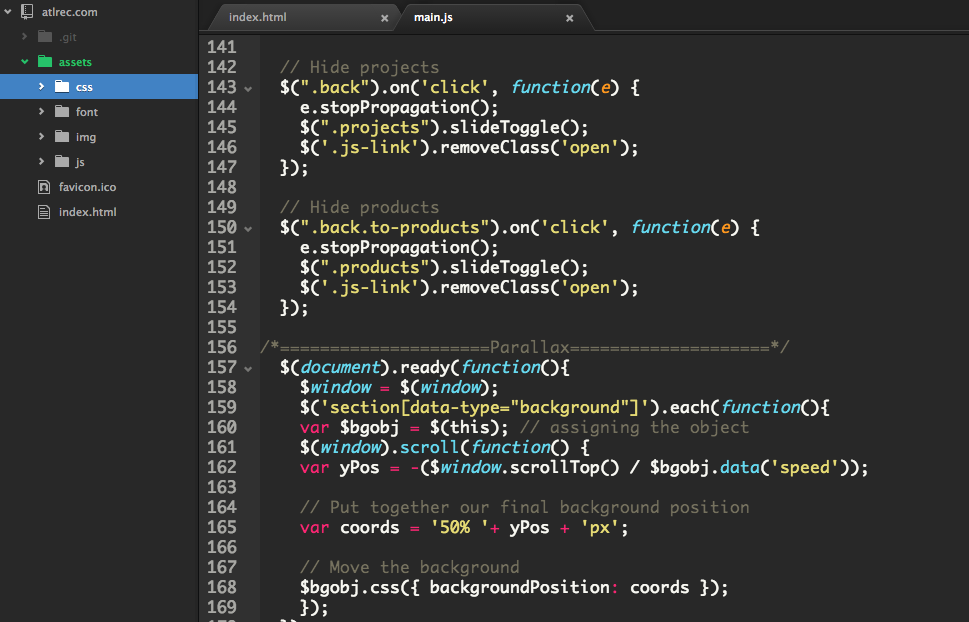 atlrec.com
.git
assets
css
font
img
js
favicon.ico
index.html
index.html ×
main.js ×
141
142 // Hide projects
143 $(".back").on('click', function(e) {
144 e.stopPropagation();
145 $(".projects").slideToggle();
146 $('.js-link').removeClass('open');
147 });
148
149 // Hide products
150 $(".back.to-products").on('click', function(e) {
151 e.stopPropagation();
152 $(".products").slideToggle();
153 $('.js-link').removeClass('open');
154 });
155
156 /*=====================Parallax====================*/
157 $(document).ready(function(){
158 $window = $(window);
159 $('section[data-type="background"]').each(function(){
160 var $bgobj = $(this); // assigning the object
161 $(window).scroll(function() {
162 var yPos = -($window.scrollTop() / $bgobj.data('speed'));
163
164 // Put together our final background position
165 var coords = '50% '+ yPos + 'px';
166
167 // Move the background
168 $bgobj.css({ backgroundPosition: coords });
169 });